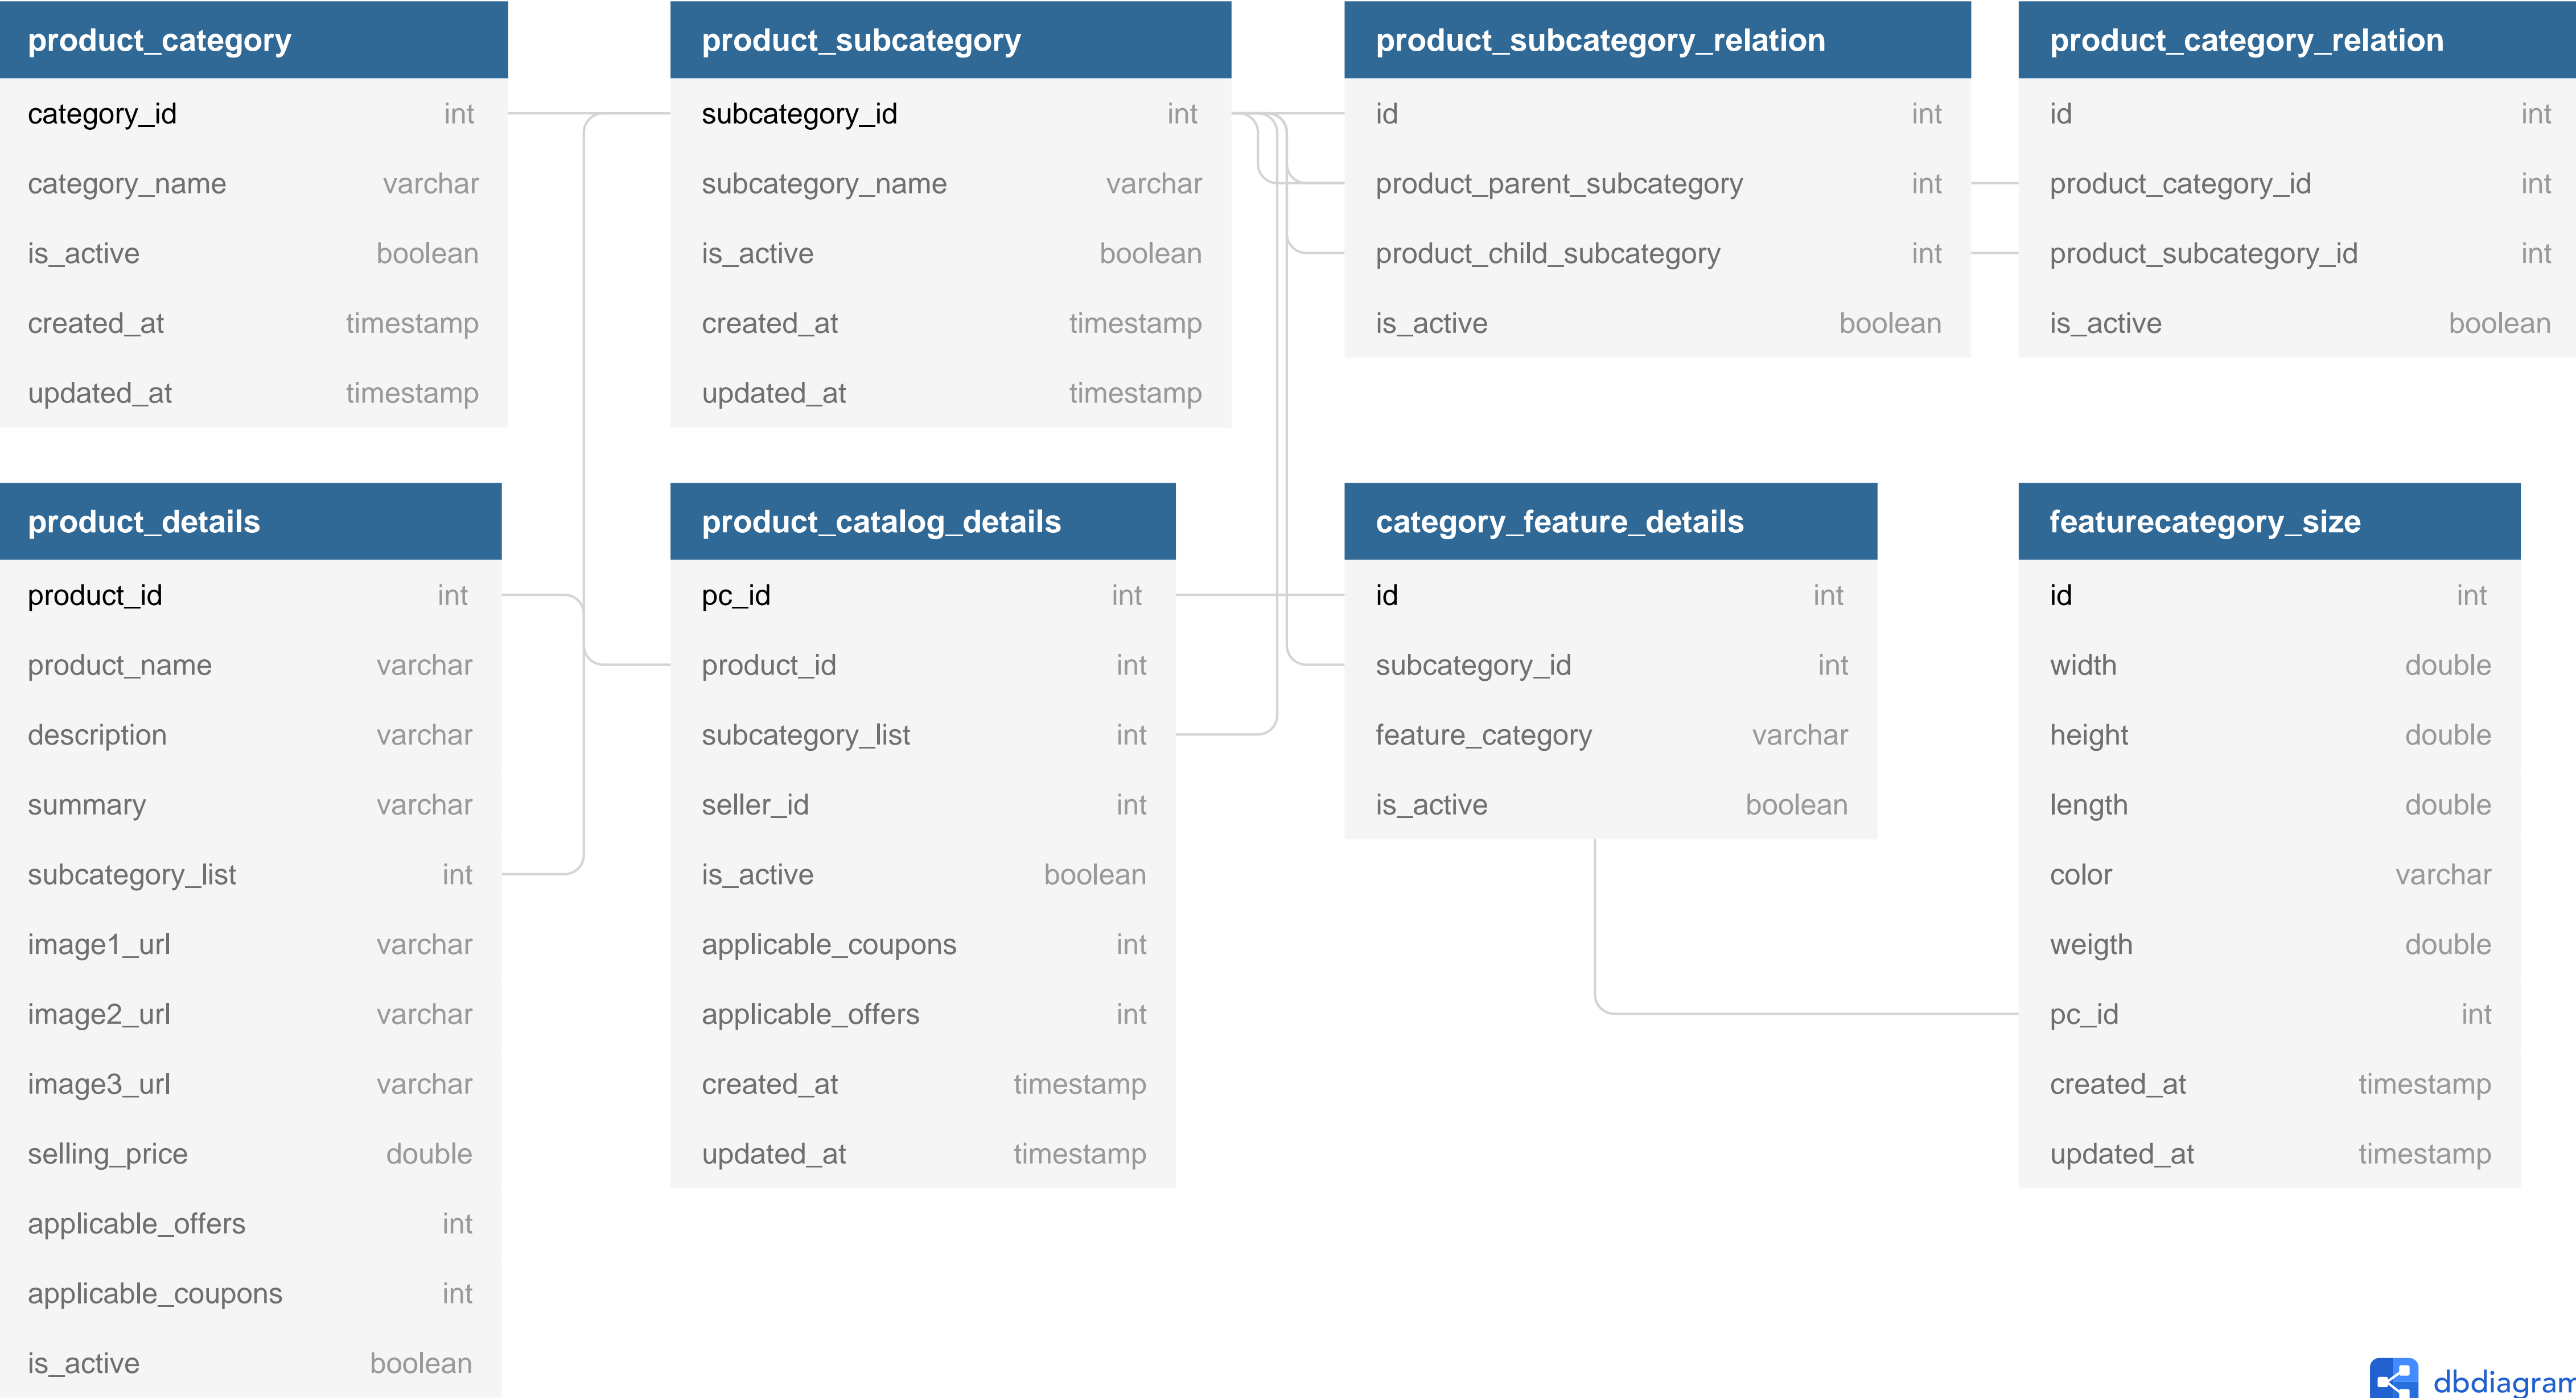 product_category
category_id int
category_name varchar
is_active boolean
created_at timestamp
updated_at timestamp
product_subcategory
subcategory_id int
subcategory_name varchar
is_active boolean
created_at timestamp
updated_at timestamp
product_subcategory_relation
id int
product_parent_subcategory int
product_child_subcategory int
is_active boolean
product_category_relation
id int
product_category_id int
product_subcategory_id int
is_active boolean
product_details
product_id int
product_name varchar
description varchar
summary varchar
subcategory_list int
image1_url varchar
image2_url varchar
image3_url varchar
selling_price double
applicable_offers int
applicable_coupons int
is_active boolean
product_catalog_details
pc_id int
product_id int
subcategory_list int
seller_id int
is_active boolean
applicable_coupons int
applicable_offers int
created_at timestamp
updated_at timestamp
category_feature_details
id int
subcategory_id int
feature_category varchar
is_active boolean
featurecategory_size
id int
width double
height double
length double
color varchar
weigth double
pc_id int
created_at timestamp
updated_at timestamp
dbdiagram